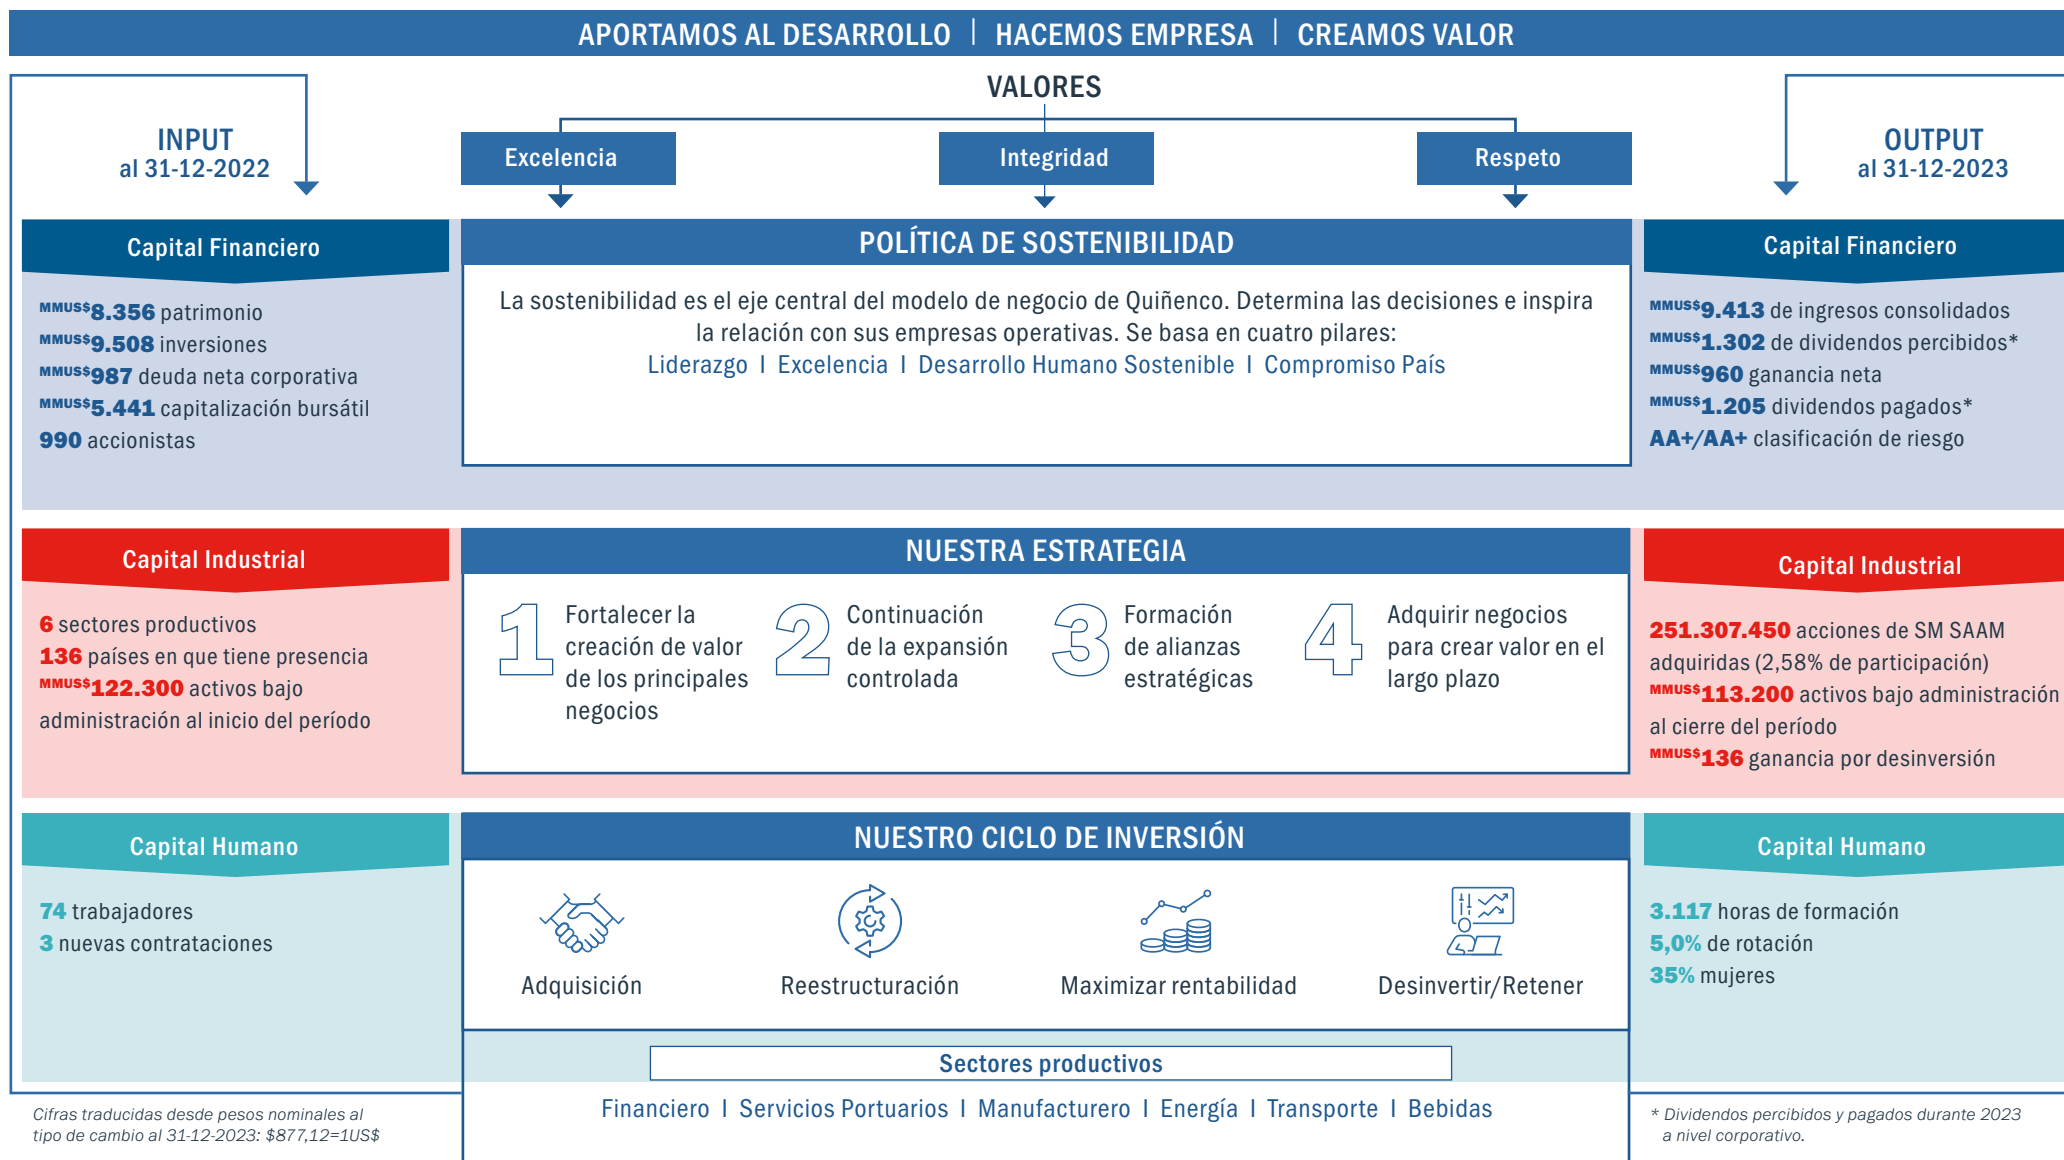 APORTAMOS AL DESARROLLO | HACEMOS EMPRESA | CREAMOS VALOR
INPUT
al 31-12-2022
VALORES
Excelencia
Integridad
Respeto
OUTPUT
al 31-12-2023
Capital Financiero
MMUS$8.356 patrimonio
MMUS$9.508 inversiones
MMUS$987 deuda neta corporativa
MMUS$5.441 capitalización bursátil
990 accionistas
POLÍTICA DE SOSTENIBILIDAD
La sostenibilidad es el eje central del modelo de negocio de Quiñenco. Determina las decisiones e inspira
la relación con sus empresas operativas. Se basa en cuatro pilares:
Liderazgo I Excelencia I Desarrollo Humano Sostenible I Compromiso País
Capital Financiero
MMUS$9.413 de ingresos consolidados
MMUS$1.302 de dividendos percibidos*
MMUS$960 ganancia neta
MMUS$1.205 dividendos pagados*
AA+/AA+ clasificación de riesgo
Capital Industrial
6 sectores productivos
136 países en que tiene presencia
MMUS$122.300 activos bajo
administración al inicio del período
NUESTRA ESTRATEGIA
1 Fortalecer la
creación de valor
de los principales
negocios
2 Continuación
de la expansión
controlada
3 Formación
de alianzas
estratégicas
4 Adquirir negocios
para crear valor en el
largo plazo
Capital Industrial
251.307.450 acciones de SM SAAM
adquiridas (2,58% de participación)
MMUS$113.200 activos bajo administración
al cierre del período
MMUS$136 ganancia por desinversión
Capital Humano
74 trabajadores
3 nuevas contrataciones
NUESTRO CICLO DE INVERSIÓN
Adquisición
Reestructuración
Maximizar rentabilidad
Desinvertir/Retener
Capital Humano
3.117 horas de formación
5,0% de rotación
35% mujeres
Sectores productivos
Financiero I Servicios Portuarios I Manufacturero I Energía I Transporte I Bebidas
Cifras traducidas desde pesos nominales al
tipo de cambio al 31-12-2023: $877,12=1US$
* Dividendos percibidos y pagados durante 2023
a nivel corporativo.